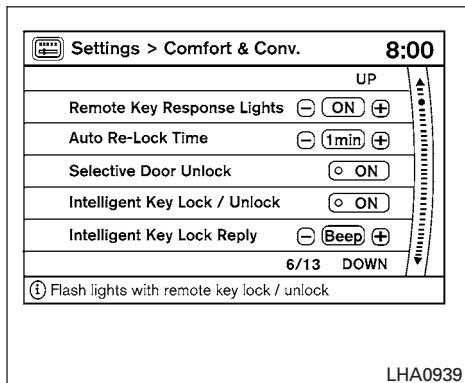 Settings > Comfort & Conv. 8:00
UP
Remote Key Response Lights - ON +
Auto Re-Lock Time - 1min +
Selective Door Unlock ON
Intelligent Key Lock / Unlock ON
Intelligent Key Lock Reply - Beep +
6/13 DOWN
i Flash lights with remote key lock / unlock
LHA0939